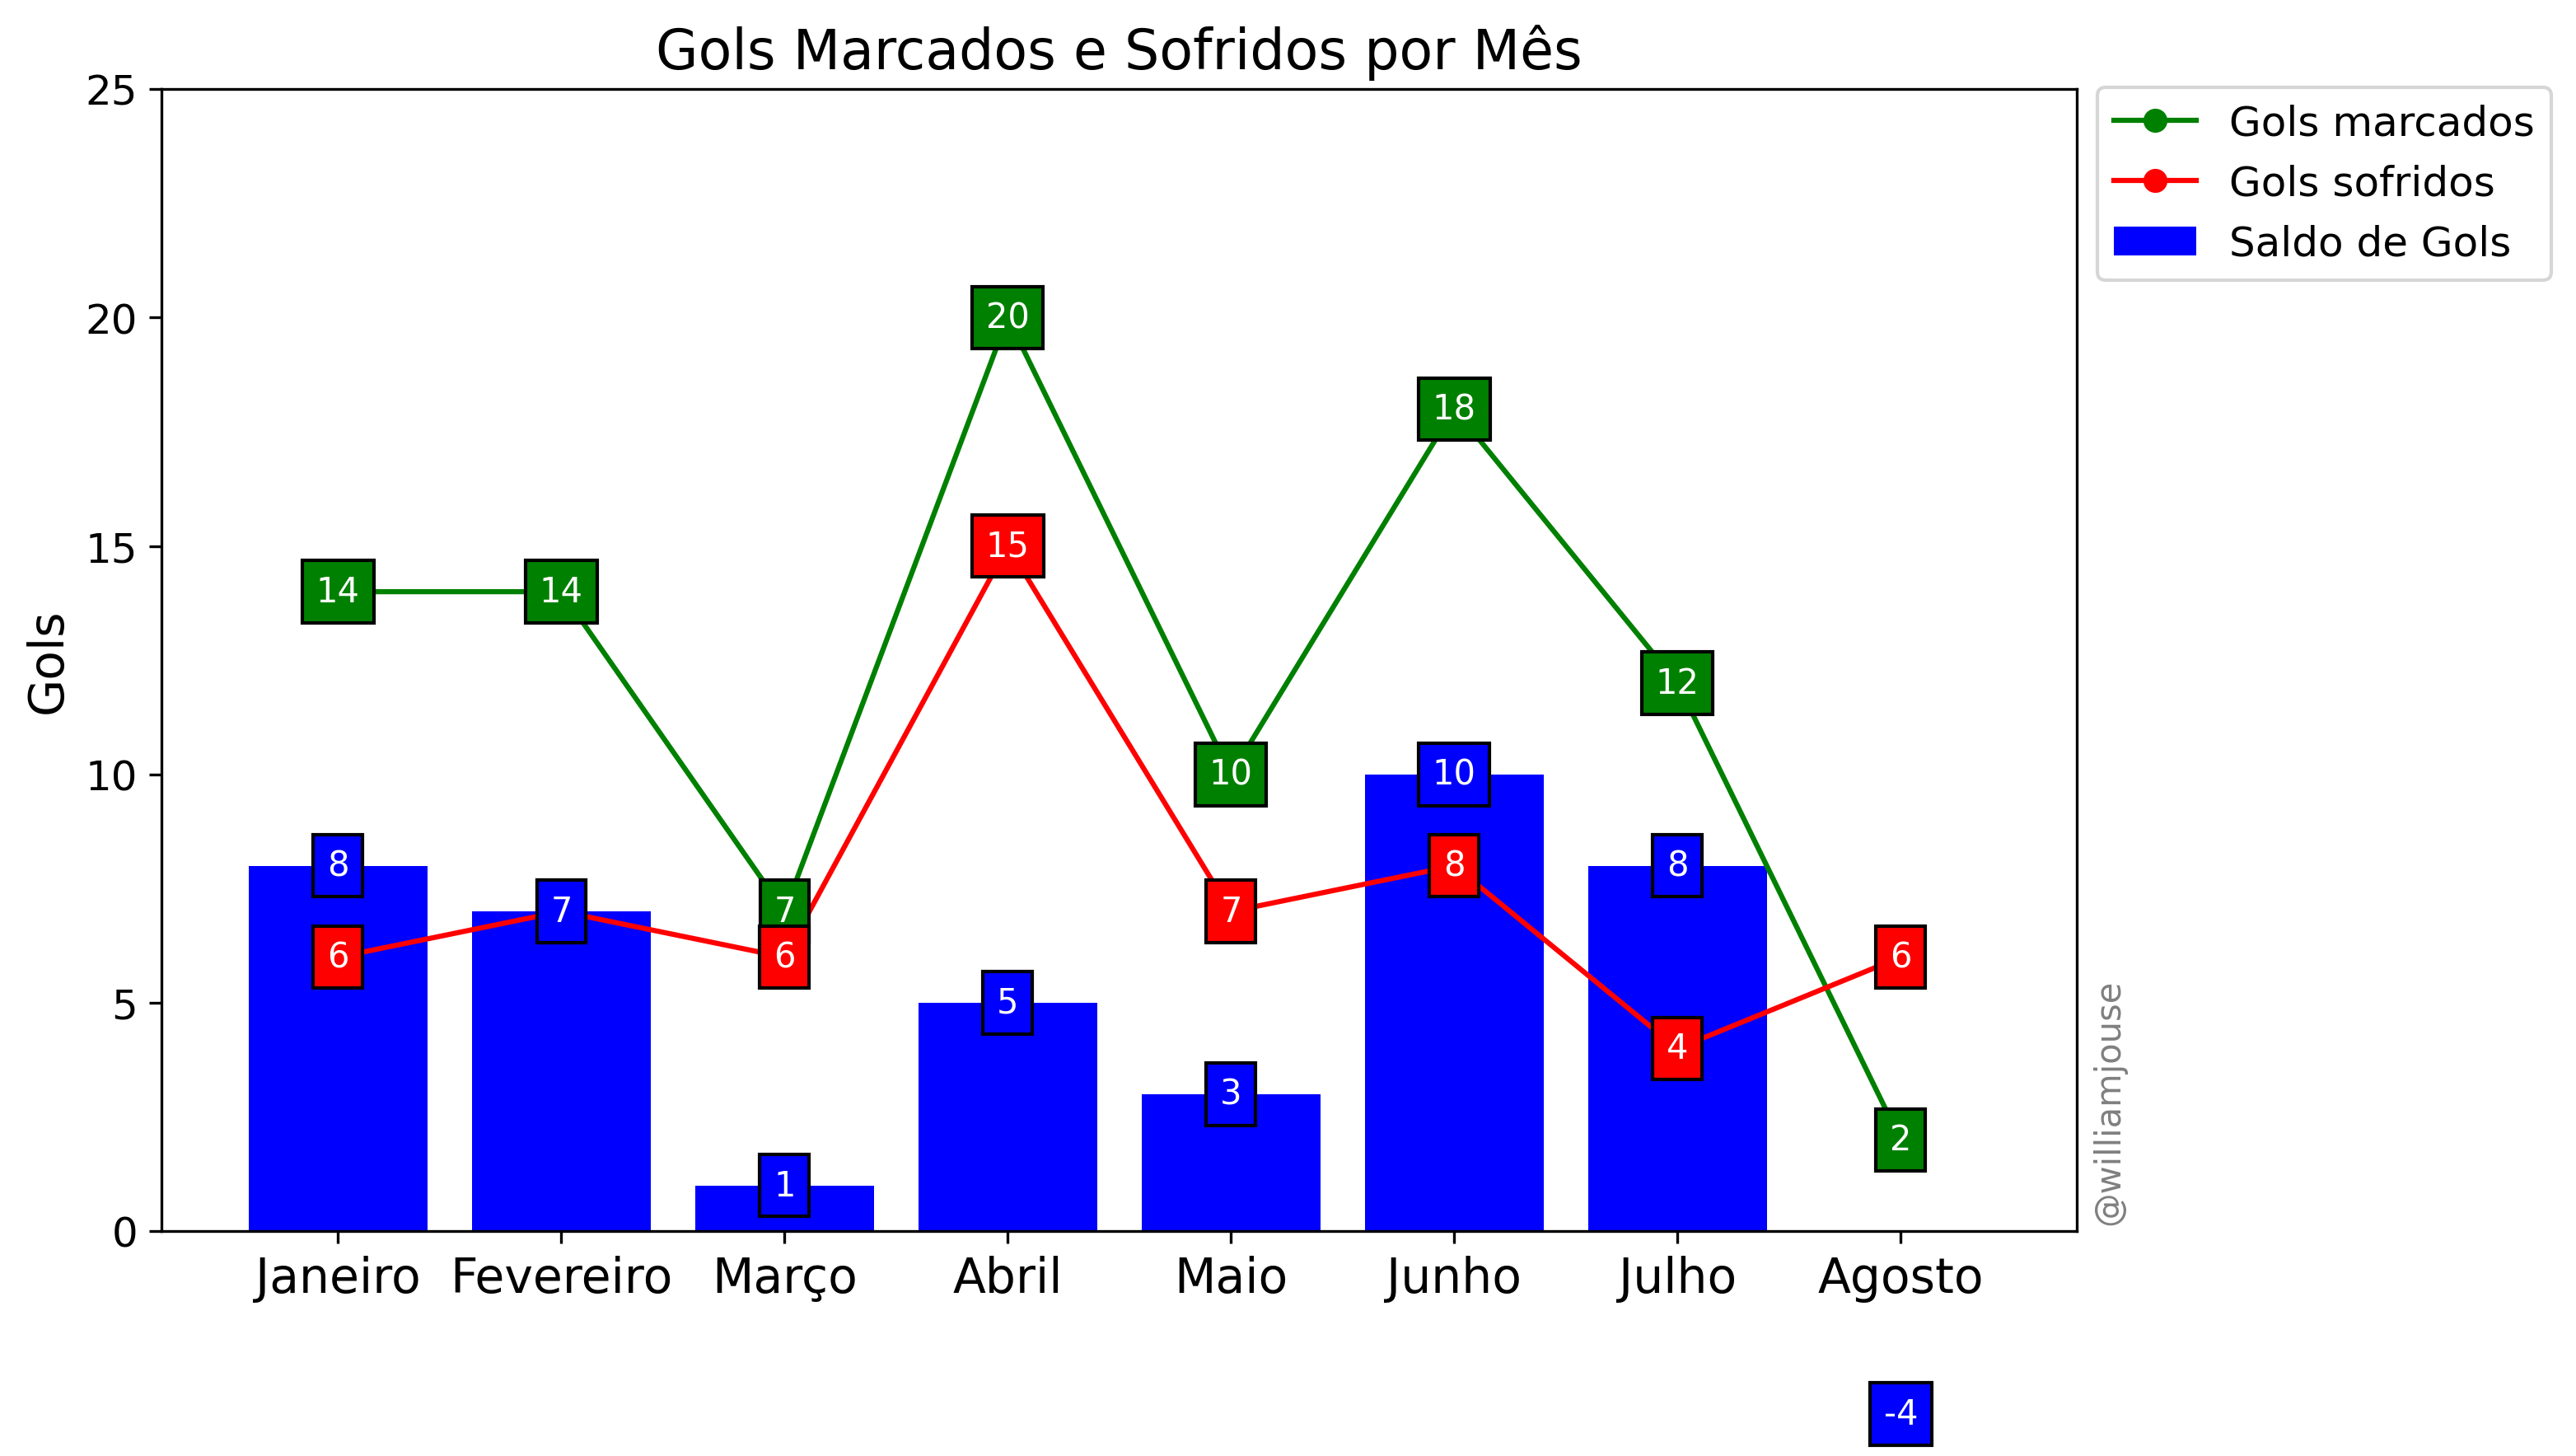 Gols Marcados e Sofridos por Mês
Gols marcados
Gols sofridos
Saldo de Gols
Gols
25
20
15
10
5
0
14
14
7
20
10
18
12
2
6
6
15
7
8
4
6
8
7
1
5
3
10
8
-4
Janeiro
Fevereiro
Março
Abril
Maio
Junho
Julho
Agosto
@williamjouse